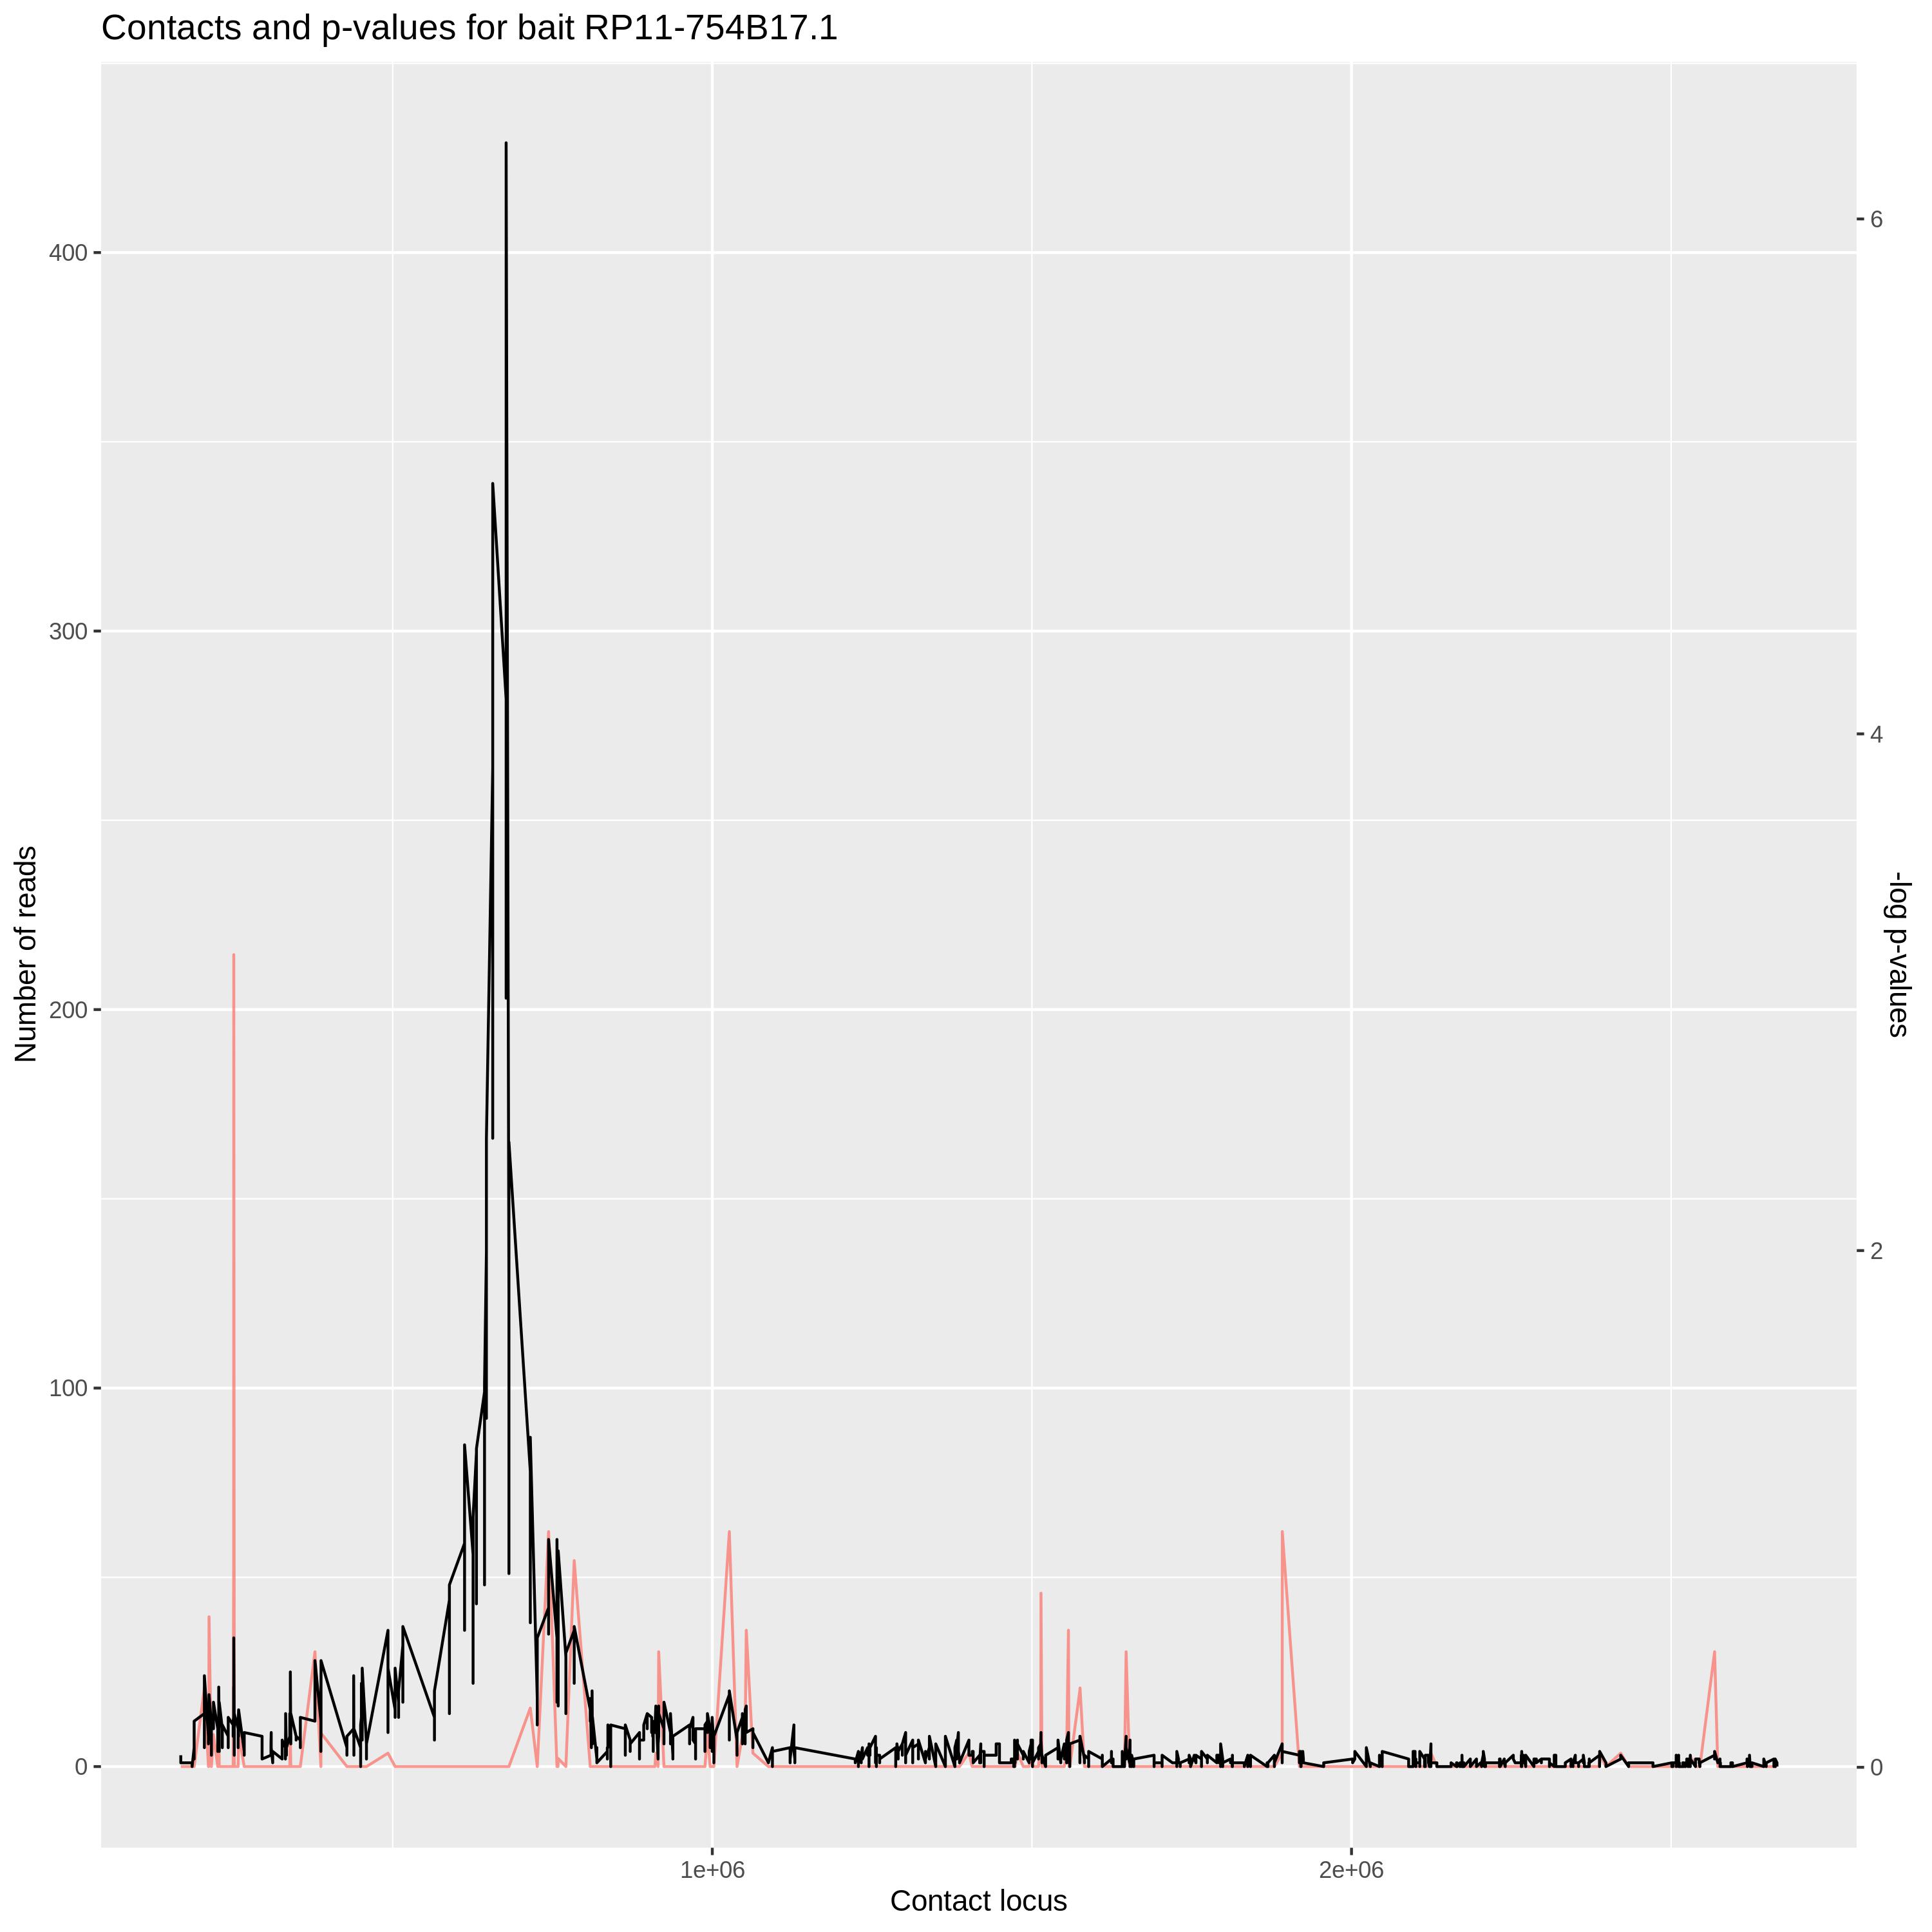 Contacts and p-values for bait RP11-754B17.1
Number of reads
400
300
200
100
0
6
4
2
0
-log p-values
1e+06
2e+06
Contact locus